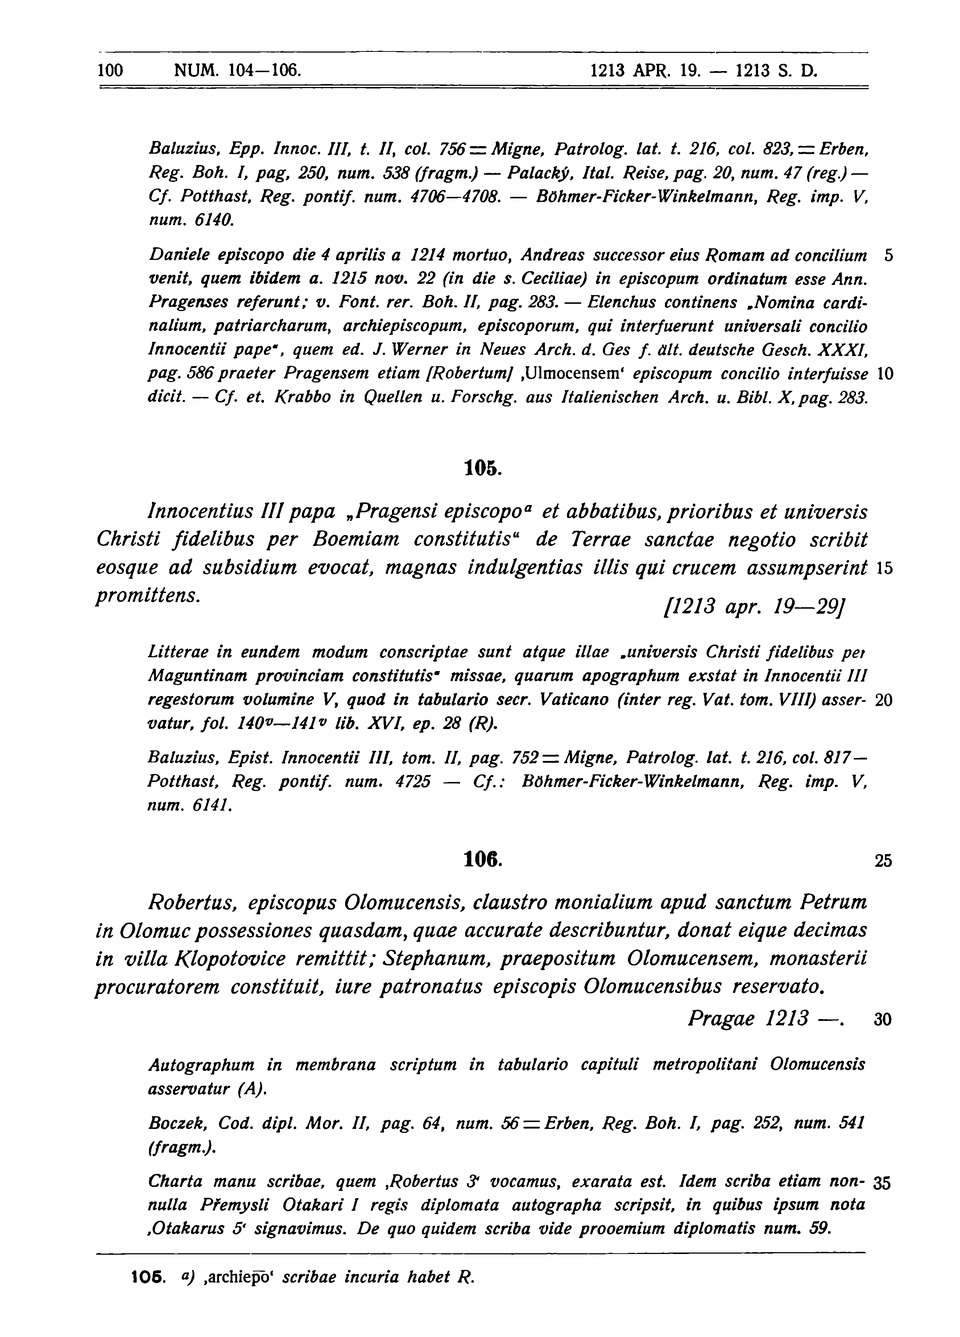 100 NUM. 104—106. 1213 APR. 19. — 1213 S. D.
Baluzius, Epp. Innoc. III, t. II, col. 756 = Migne, Patrolog. lat. t. 216, col. 823, = Erben,
Reg. Boh. I, pag, 250, num. 538 (fragm.) — Palacký, Ital. Reise, pag. 20, num. 47 (reg.) —
Cf. Potthast, Reg. pontif. num. 4706—4708. — Böhmer-Ficker-Winkelmann, Reg. imp. V,
num. 6140.
Daniele episcopo die 4 aprilis a 1214 mortuo, Andreas successor eius Romam ad concilium 5
venit, quem ibidem a. 1215 nov. 22 (in die s. Ceciliae) in episcopum ordinatum esse Ann.
Pragenses referunt; v. Font. rer. Boh. II, pag. 283. — Elenchus continens „Nomina cardi-
nalium, patriarcharum, archiepiscopum, episcoporum, qui interfuerunt universali concilio
Innocentii pape“, quem ed. J. Werner in Neues Arch. d. Ges f. ält. deutsche Gesch. XXXI,
pag. 586 praeter Pragensem etiam [Robertum] ‚Ulmocensem‘ episcopum concilio interfuisse 10
dicit. — Cf. et. Krabbo in Quellen u. Forschg. aus Italienischen Arch. u. Bibl. X, pag. 283.
105.
Innocentius III papa „Pragensi episcopoᵃ et abbatibus, prioribus et universis
Christi fidelibus per Boemiam constitutis“ de Terrae sanctae negotio scribit
eosque ad subsidium evocat, magnas indulgentias illis qui crucem assumpserint 15
promittens.
[1213 apr. 19—29]
Litterae in eundem modum conscriptae sunt atque illae „universis Christi fidelibus per
Maguntinam provinciam constitutis“ missae, quarum apographum exstat in Innocentii III
regestorum volumine V, quod in tabulario secr. Vaticano (inter reg. Vat. tom. VIII) asser- 20
vatur, fol. 140ᵛ—141ᵛ lib. XVI, ep. 28 (R).
Baluzius, Epist. Innocentii III, tom. II, pag. 752 = Migne, Patrolog. lat. t. 216, col. 817—
Potthast, Reg. pontif. num. 4725 — Cf.: Böhmer-Ficker-Winkelmann, Reg. imp. V,
num. 6141.
106. 25
Robertus, episcopus Olomucensis, claustro monialium apud sanctum Petrum
in Olomuc possessiones quasdam, quae accurate describuntur, donat eique decimas
in villa Klopotovice remittit; Stephanum, praepositum Olomucensem, monasterii
procuratorem constituit, iure patronatus episcopis Olomucensibus reservato.
Pragae 1213 —. 30
Autographum in membrana scriptum in tabulario capituli metropolitani Olomucensis
asservatur (A).
Boczek, Cod. dipl. Mor. II, pag. 64, num. 56 = Erben, Reg. Boh. I, pag. 252, num. 541
(fragm.).
Charta manu scribae, quem ‚Robertus 3‘ vocamus, exarata est. Idem scriba etiam non- 35
nulla Přemysli Otakari I regis diplomata autographa scripsit, in quibus ipsum nota
‚Otakarus 5‘ signavimus. De quo quidem scriba vide prooemium diplomatis num. 59.
105. a) ‚archiepō‘ scribae incuria habet R.